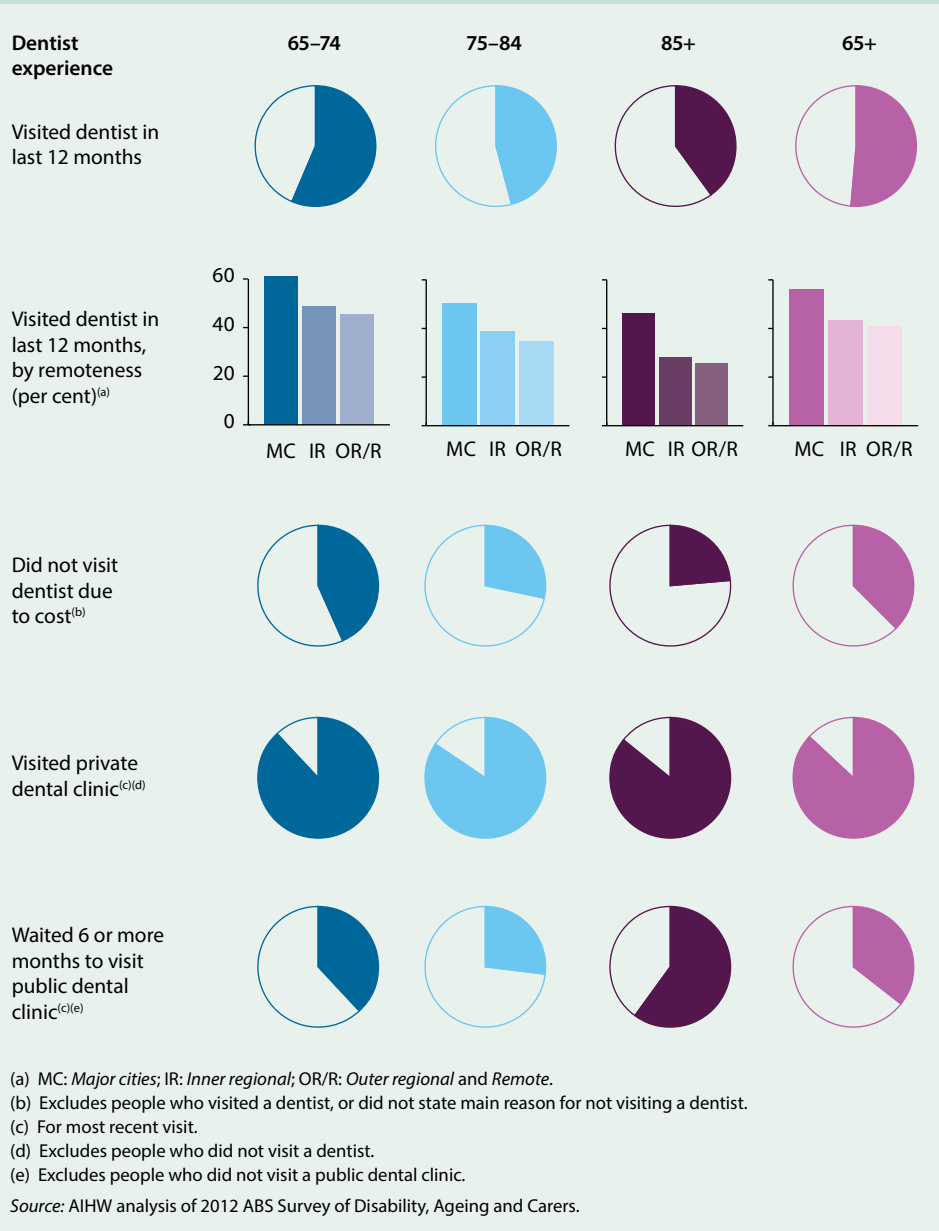 Dentist experience 65–74 75–84 85+ 65+
Visited dentist in
last 12 months
Visited dentist in
last 12 months,
by remoteness
(per cent)(a)
60
40
20
0
MC IR OR/R MC IR OR/R MC IR OR/R MC IR OR/R
Did not visit
dentist due
to cost(b)
Visited private
dental clinic(c)(d)
Waited 6 or more
months to visit
public dental
clinic(c)(e)
(a) MC: Major cities; IR: Inner regional; OR/R: Outer regional and Remote.
(b) Excludes people who visited a dentist, or did not state main reason for not visiting a dentist.
(c) For most recent visit.
(d) Excludes people who did not visit a dentist.
(e) Excludes people who did not visit a public dental clinic.
Source: AIHW analysis of 2012 ABS Survey of Disability, Ageing and Carers.